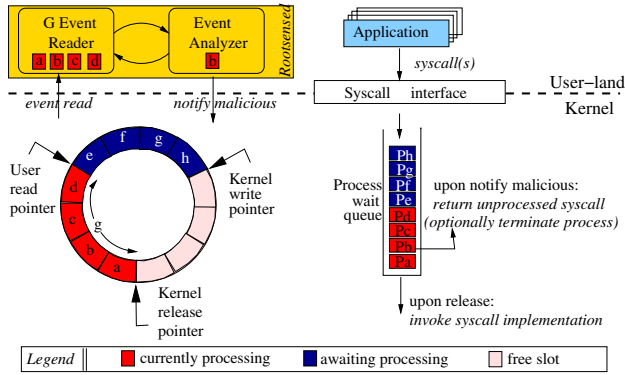 G Event
Reader
a b c d
Event
Analyzer
b
Rootsensed
Application
event read
notify malicious
syscall(s)
User-land
Syscall interface
Kernel
User
read
pointer
e f g h
d
c
b
a
g
Kernel
write
pointer
Kernel
release
pointer
Process
wait
queue
Ph
Pg
Pf
Pe
Pd
Pc
Pb
Pa
upon notify malicious:
return unprocessed syscall
(optionally terminate process)
upon release:
invoke syscall implementation
Legend currently processing awaiting processing free slot